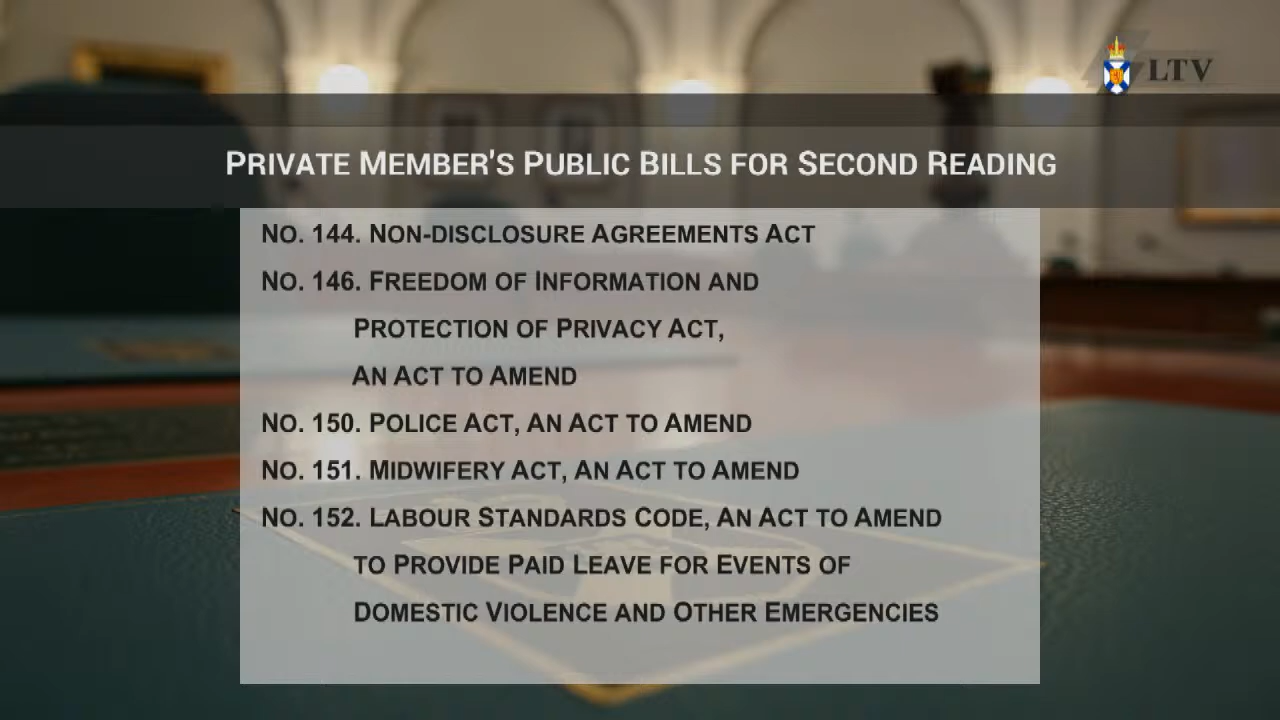 LTV
PRIVATE MEMBER'S PUBLIC BILLS FOR SECOND READING
NO. 144. NON-DISCLOSURE AGREEMENTS ACT
NO. 146. FREEDOM OF INFORMATION AND
PROTECTION OF PRIVACY ACT,
AN ACT TO AMEND
NO. 150. POLICE ACT, AN ACT TO AMEND
NO. 151. MIDWIFERY ACT, AN ACT TO AMEND
NO. 152. LABOUR STANDARDS CODE, AN ACT TO AMEND
TO PROVIDE PAID LEAVE FOR EVENTS OF
DOMESTIC VIOLENCE AND OTHER EMERGENCIES